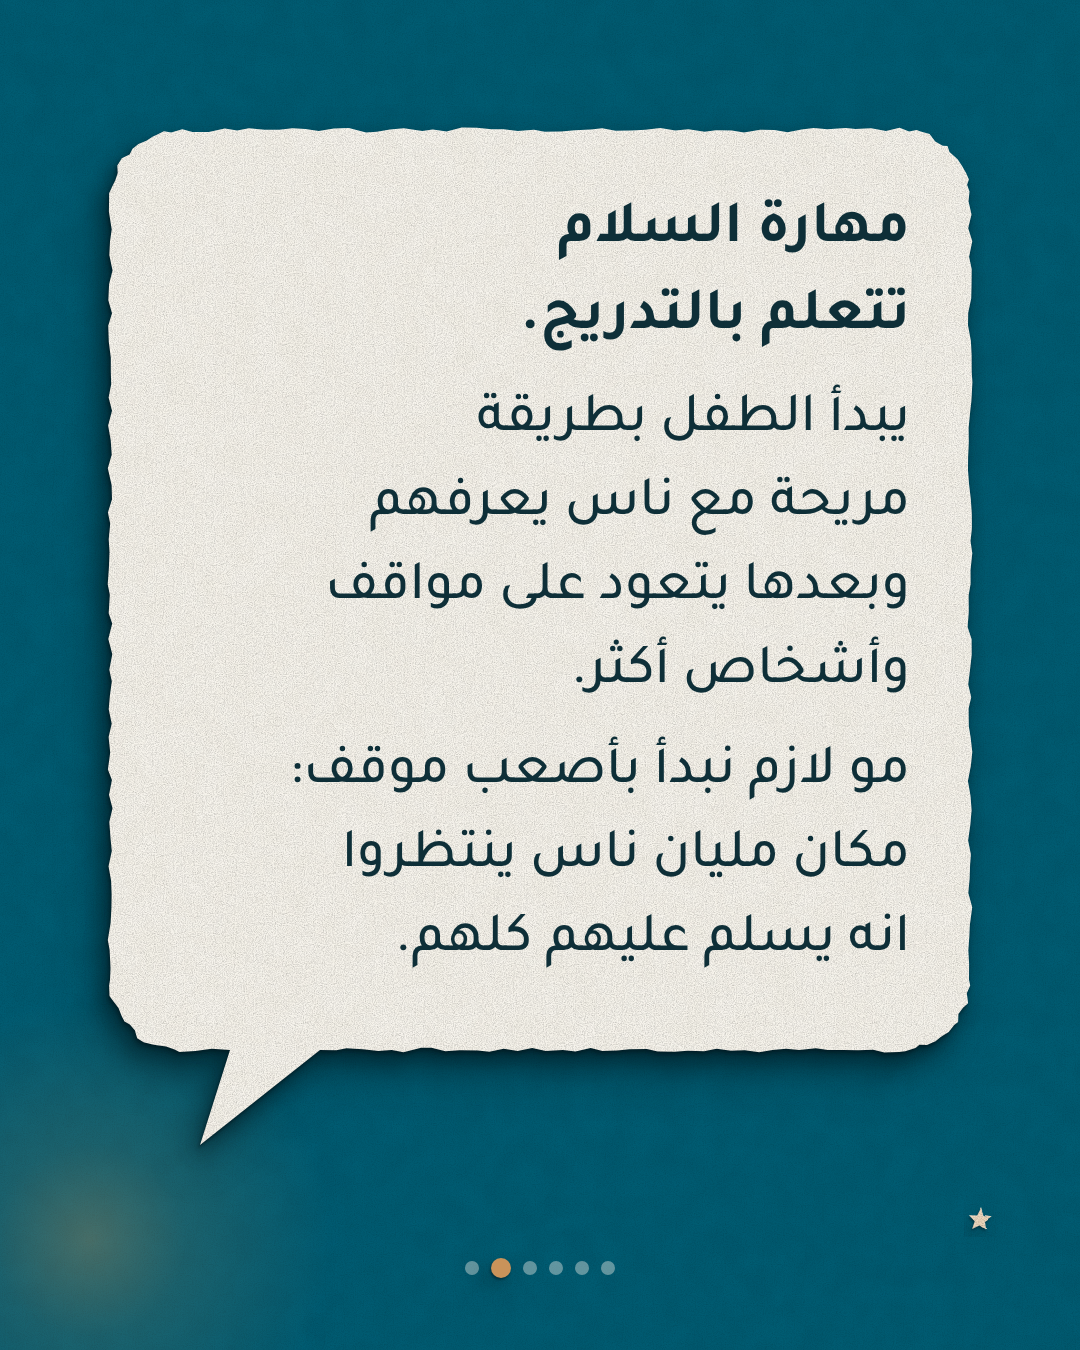 مهارة السلام
تتعلم بالتدريج.
يبدأ الطفل بطريقة
مريحة مع ناس يعرفهم
وبعدها يتعود على مواقف
وأشخاص أكثر.
مو لازم نبدأ بأصعب موقف:
مكان مليان ناس ينتظروا
انه يسلم عليهم كلهم.